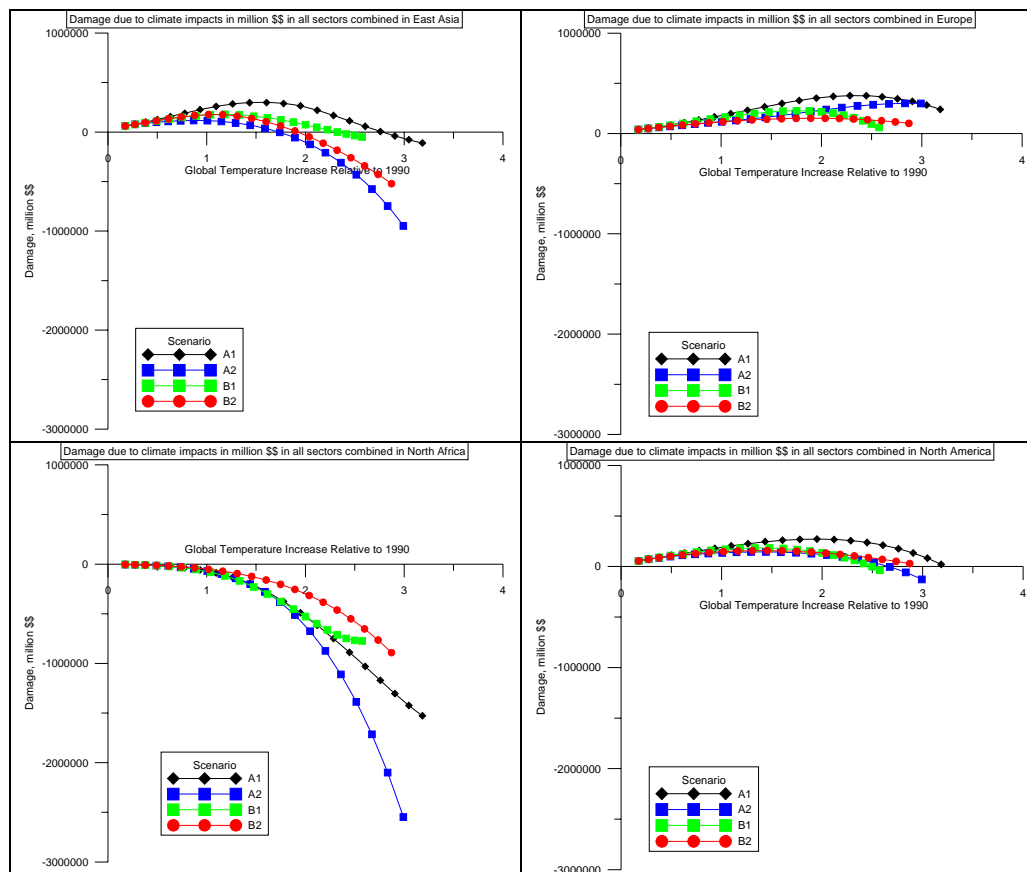 Damage due to climate impacts in million $$ in all sectors combined in East Asia
1000000
0
-1000000
-2000000
-3000000
0
1
2
3
4
Global Temperature Increase Relative to 1990
Damage, million $$
Scenario
A1
A2
B1
B2
Damage due to climate impacts in million $$ in all sectors combined in Europe
1000000
0
-1000000
-2000000
-3000000
0
1
2
3
4
Global Temperature Increase Relative to 1990
Damage, million $$
Scenario
A1
A2
B1
B2
Damage due to climate impacts in million $$ in all sectors combined in North Africa
1000000
0
-1000000
-2000000
-3000000
0
1
2
3
4
Global Temperature Increase Relative to 1990
Damage, million $$
Scenario
A1
A2
B1
B2
Damage due to climate impacts in million $$ in all sectors combined in North America
1000000
0
-1000000
-2000000
-3000000
0
1
2
3
4
Global Temperature Increase Relative to 1990
Damage, million $$
Scenario
A1
A2
B1
B2